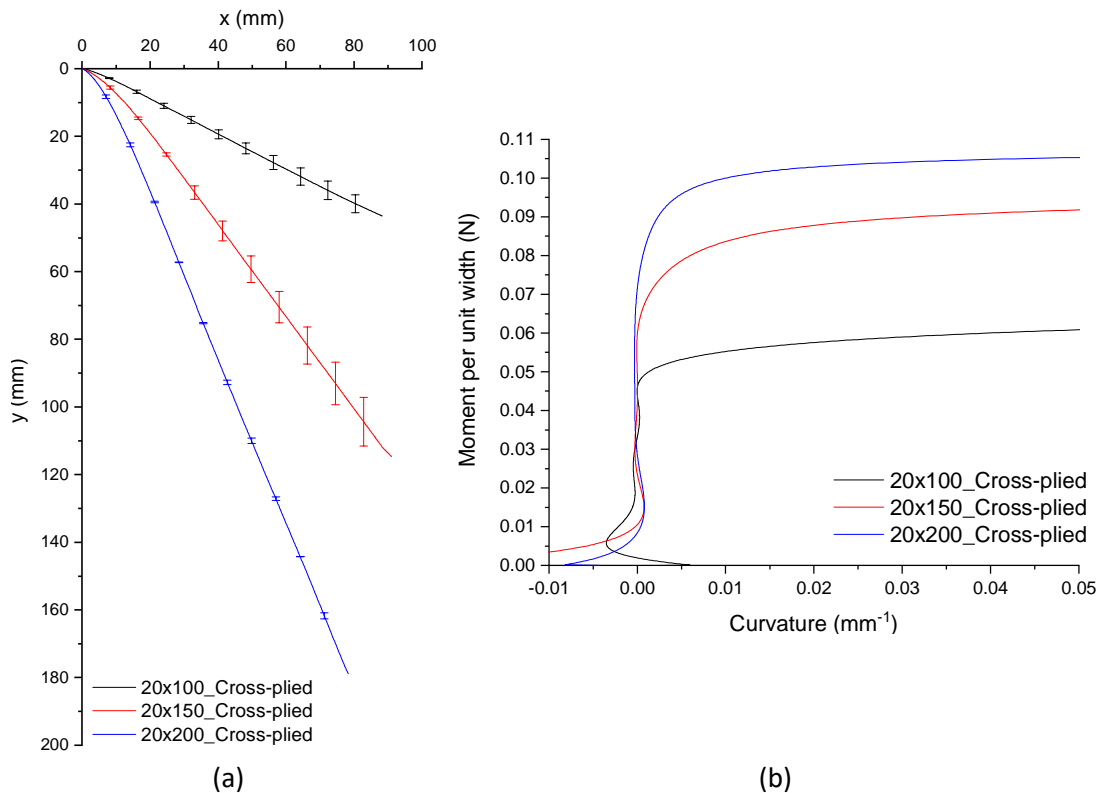 x (mm)
0 20 40 60 80 100
0
20
40
60
80
100
120
140
160
180
200
y (mm)
20x100_Cross-plied
20x150_Cross-plied
20x200_Cross-plied
(a)
0.11
0.10
0.09
0.08
0.07
0.06
0.05
0.04
0.03
0.02
0.01
0.00
Moment per unit width (N)
20x100_Cross-plied
20x150_Cross-plied
20x200_Cross-plied
-0.01 0.00 0.01 0.02 0.03 0.04 0.05
Curvature (mm⁻¹)
(b)